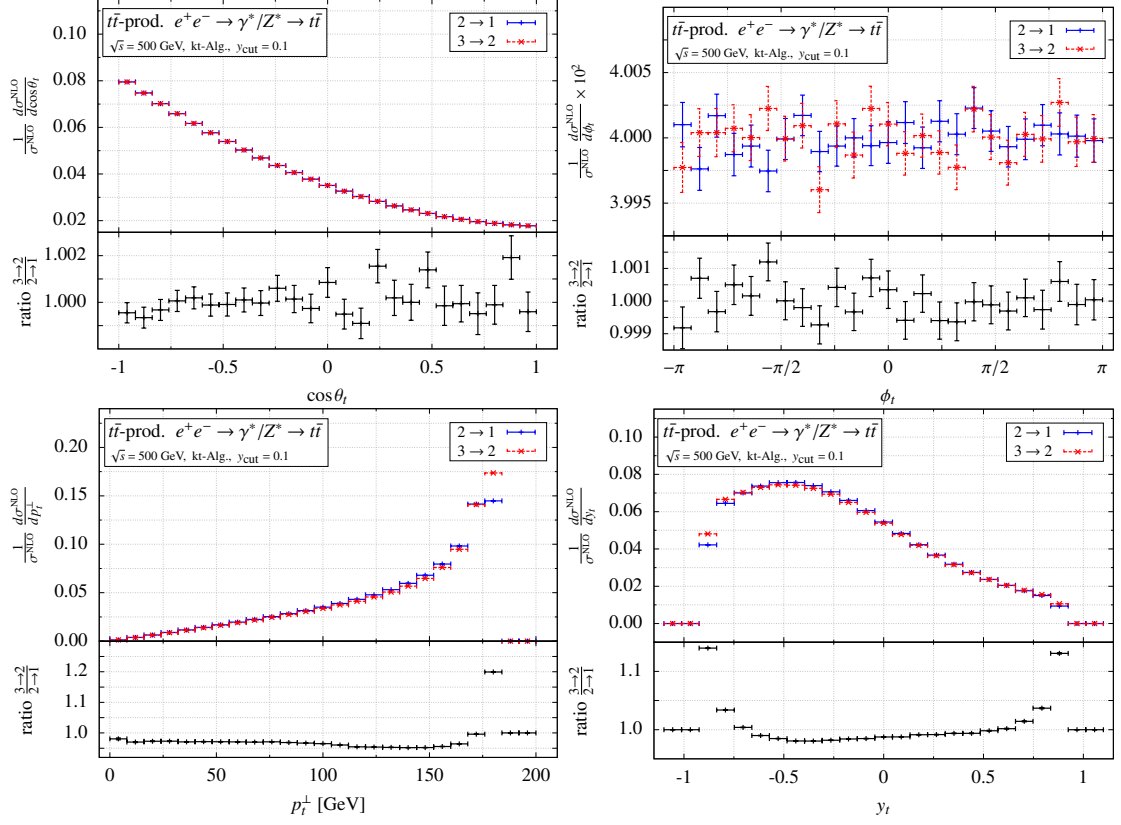 tt̄-prod. e⁺e⁻ → γ*/Z* → tt̄
√s = 500 GeV, kt-Alg., y_cut = 0.1
2 → 1
3 → 2
1/σ^NLO dσ^NLO/dcosθ_t
0.10
0.08
0.06
0.04
0.02
ratio 3→2/2→1
1.002
1.000
-1 -0.5 0 0.5 1
cos θ_t
tt̄-prod. e⁺e⁻ → γ*/Z* → tt̄
√s = 500 GeV, kt-Alg., y_cut = 0.1
2 → 1
3 → 2
1/σ^NLO dσ^NLO/dϕ_t × 10²
4.005
4.000
3.995
ratio 3→2/2→1
1.001
1.000
0.999
−π −π/2 0 π/2 π
ϕ_t
tt̄-prod. e⁺e⁻ → γ*/Z* → tt̄
√s = 500 GeV, kt-Alg., y_cut = 0.1
2 → 1
3 → 2
1/σ^NLO dσ^NLO/dp_t^⊥
0.20
0.15
0.10
0.05
0.00
ratio 3→2/2→1
1.2
1.1
1.0
0 50 100 150 200
p_t^⊥ [GeV]
tt̄-prod. e⁺e⁻ → γ*/Z* → tt̄
√s = 500 GeV, kt-Alg., y_cut = 0.1
2 → 1
3 → 2
1/σ^NLO dσ^NLO/dy_t
0.10
0.08
0.06
0.04
0.02
0.00
ratio 3→2/2→1
1.1
1.0
-1 -0.5 0 0.5 1
y_t